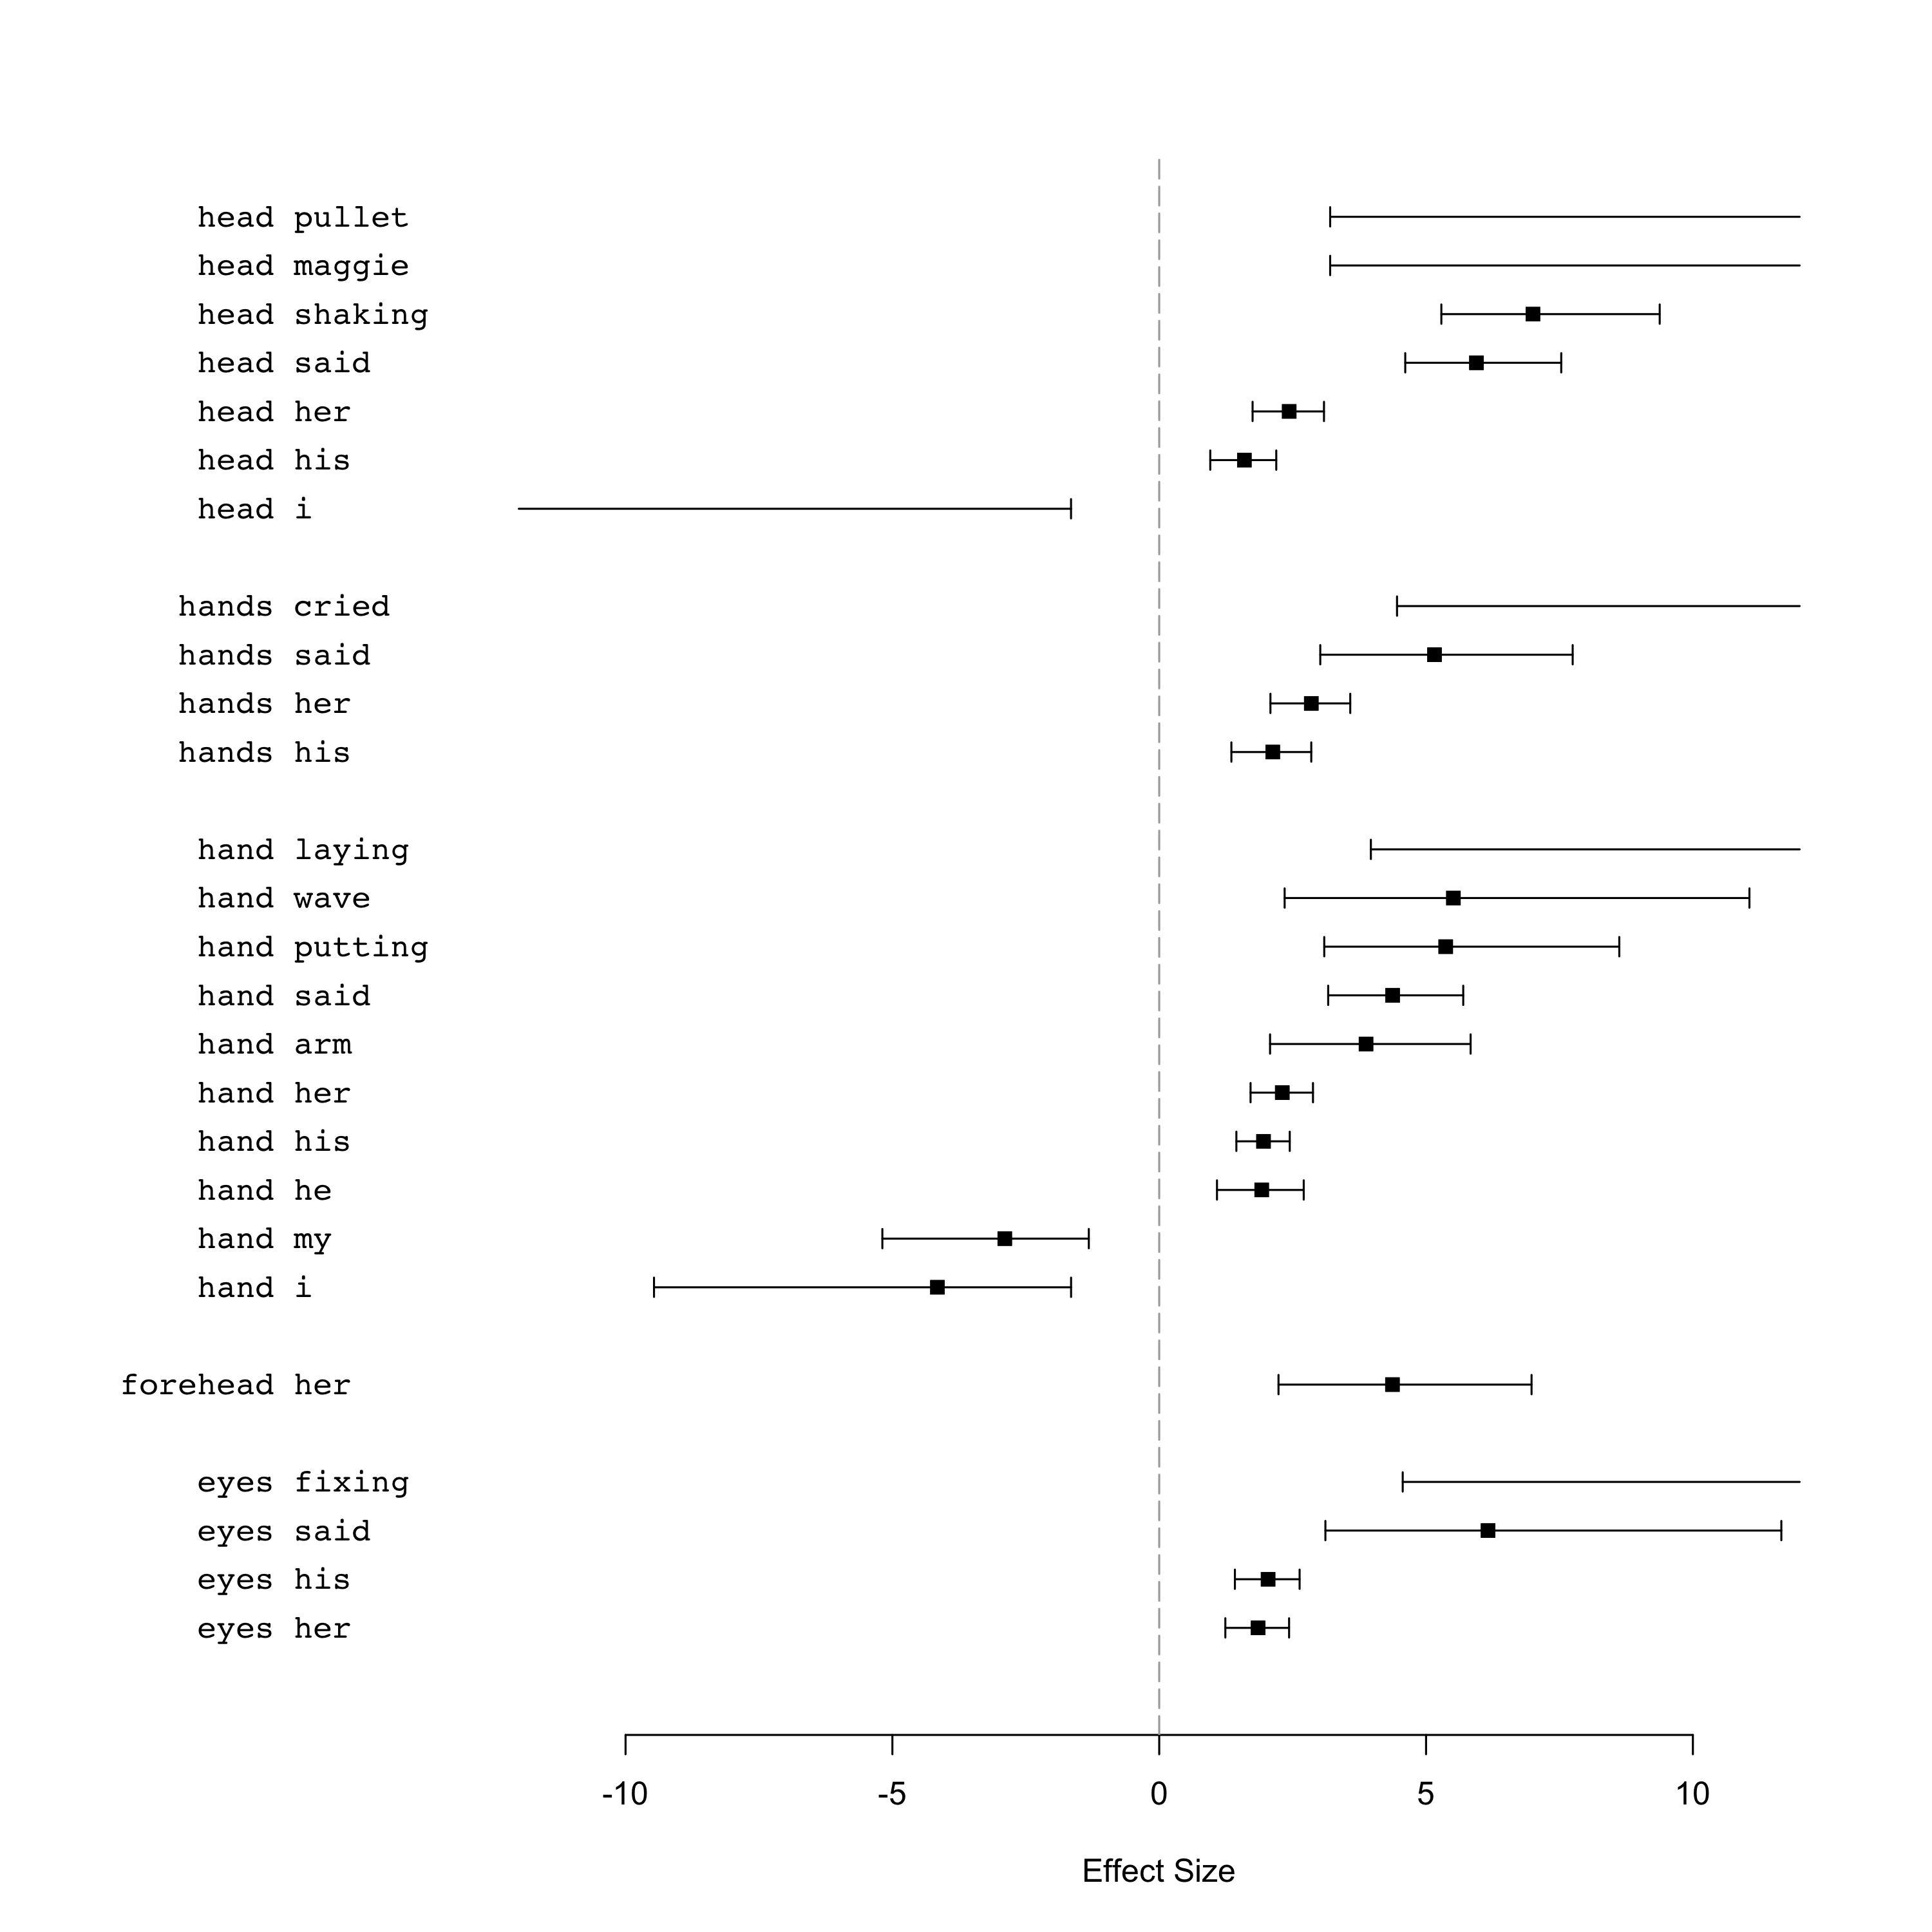 head pullet
head maggie
head shaking
head said
head her
head his
head i
hands cried
hands said
hands her
hands his
hand laying
hand wave
hand putting
hand said
hand arm
hand her
hand his
hand he
hand my
hand i
forehead her
eyes fixing
eyes said
eyes his
eyes her
-10 -5 0 5 10
Effect Size